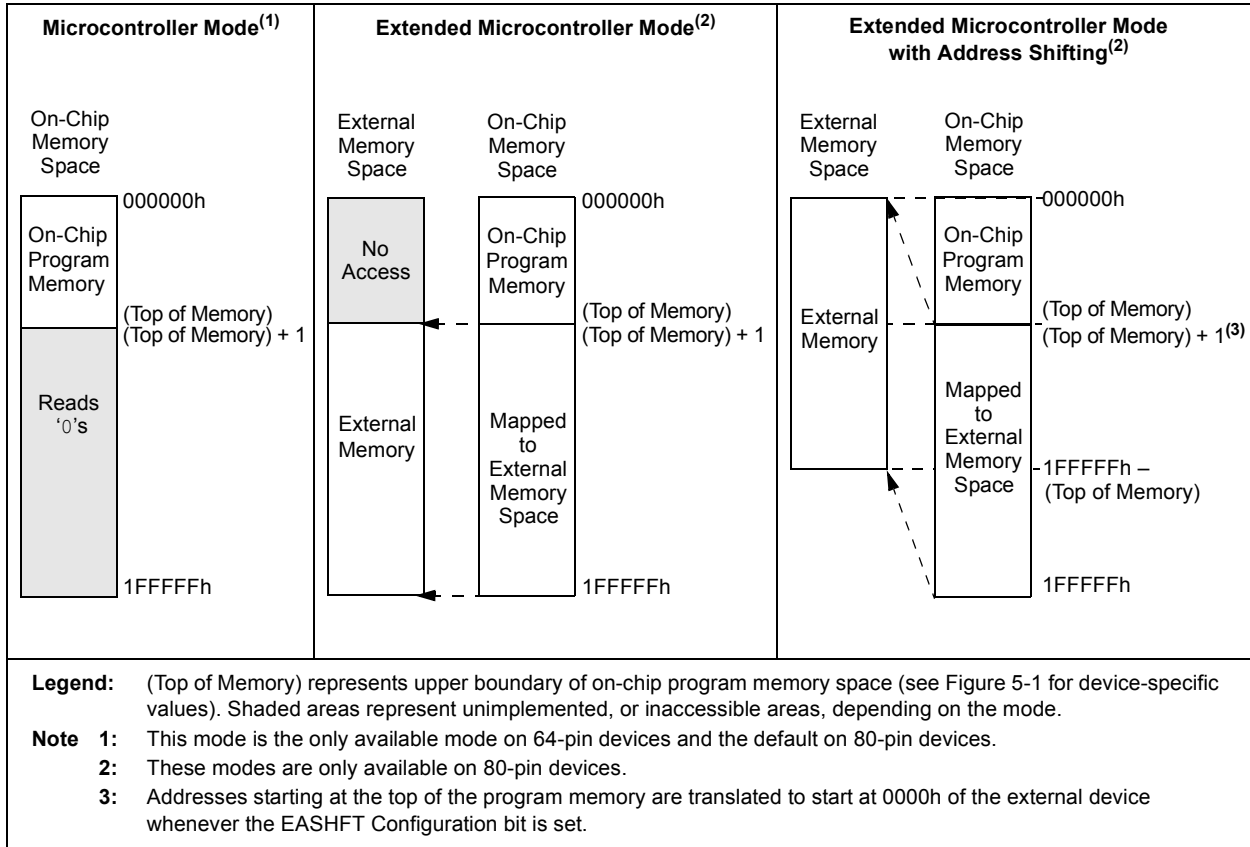 Microcontroller Mode(1)
On-Chip
Memory
Space
000000h
On-Chip
Program
Memory
(Top of Memory)
(Top of Memory) + 1
Reads
‘0’s
1FFFFFh
Extended Microcontroller Mode(2)
External
Memory
Space
On-Chip
Memory
Space
000000h
No
Access
On-Chip
Program
Memory
(Top of Memory)
(Top of Memory) + 1
External
Memory
Mapped
to
External
Memory
Space
1FFFFFh
Extended Microcontroller Mode
with Address Shifting(2)
External
Memory
Space
On-Chip
Memory
Space
000000h
On-Chip
Program
Memory
(Top of Memory)
(Top of Memory) + 1(3)
External
Memory
Mapped
to
External
Memory
Space
1FFFFFh –
(Top of Memory)
1FFFFFh
Legend: (Top of Memory) represents upper boundary of on-chip program memory space (see Figure 5-1 for device-specific
values). Shaded areas represent unimplemented, or inaccessible areas, depending on the mode.
Note 1: This mode is the only available mode on 64-pin devices and the default on 80-pin devices.
2: These modes are only available on 80-pin devices.
3: Addresses starting at the top of the program memory are translated to start at 0000h of the external device
whenever the EASHFT Configuration bit is set.